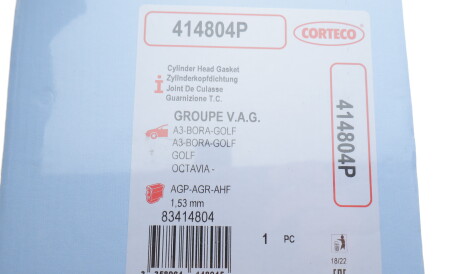 414804P
CORTECO
Cylinder Head Gasket
Zylinderkopfdichtung
Joint De Culasse
Guarnizione T.C.
GROUPE V.A.G.
A3-BORA-GOLF
A3-BORA-GOLF
GOLF
OCTAVIA -
AGP-AGR-AHF
1,53 mm
83414804
1 PC
414804P
18/22